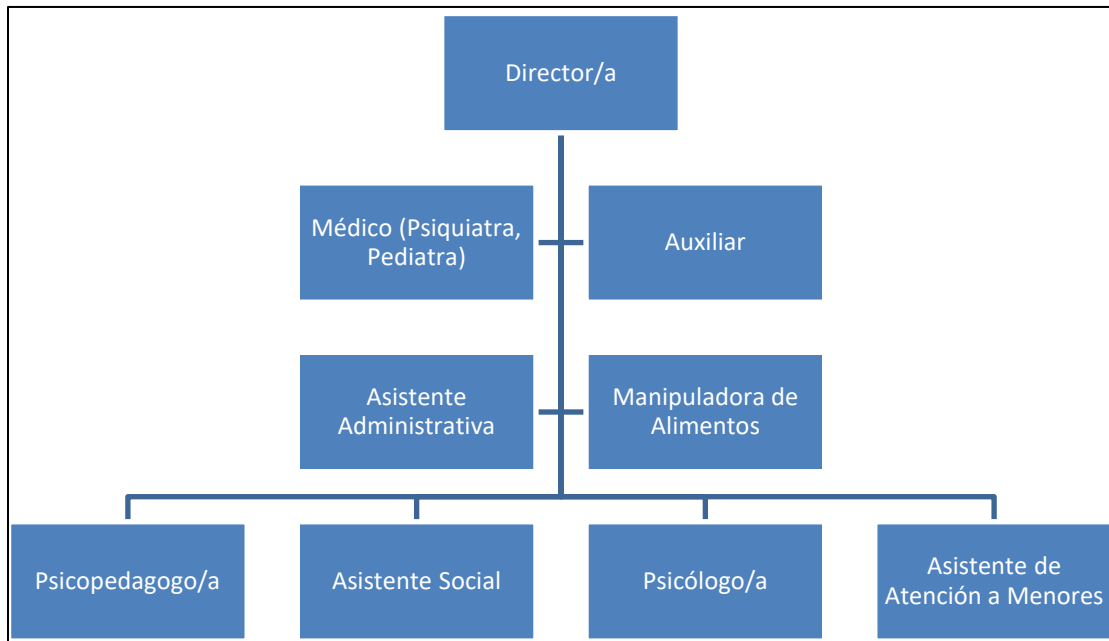 Director/a
Médico (Psiquiatra,
Pediatra)
Auxiliar
Asistente
Administrativa
Manipuladora de
Alimentos
Psicopedagogo/a
Asistente Social
Psicólogo/a
Asistente de
Atención a Menores